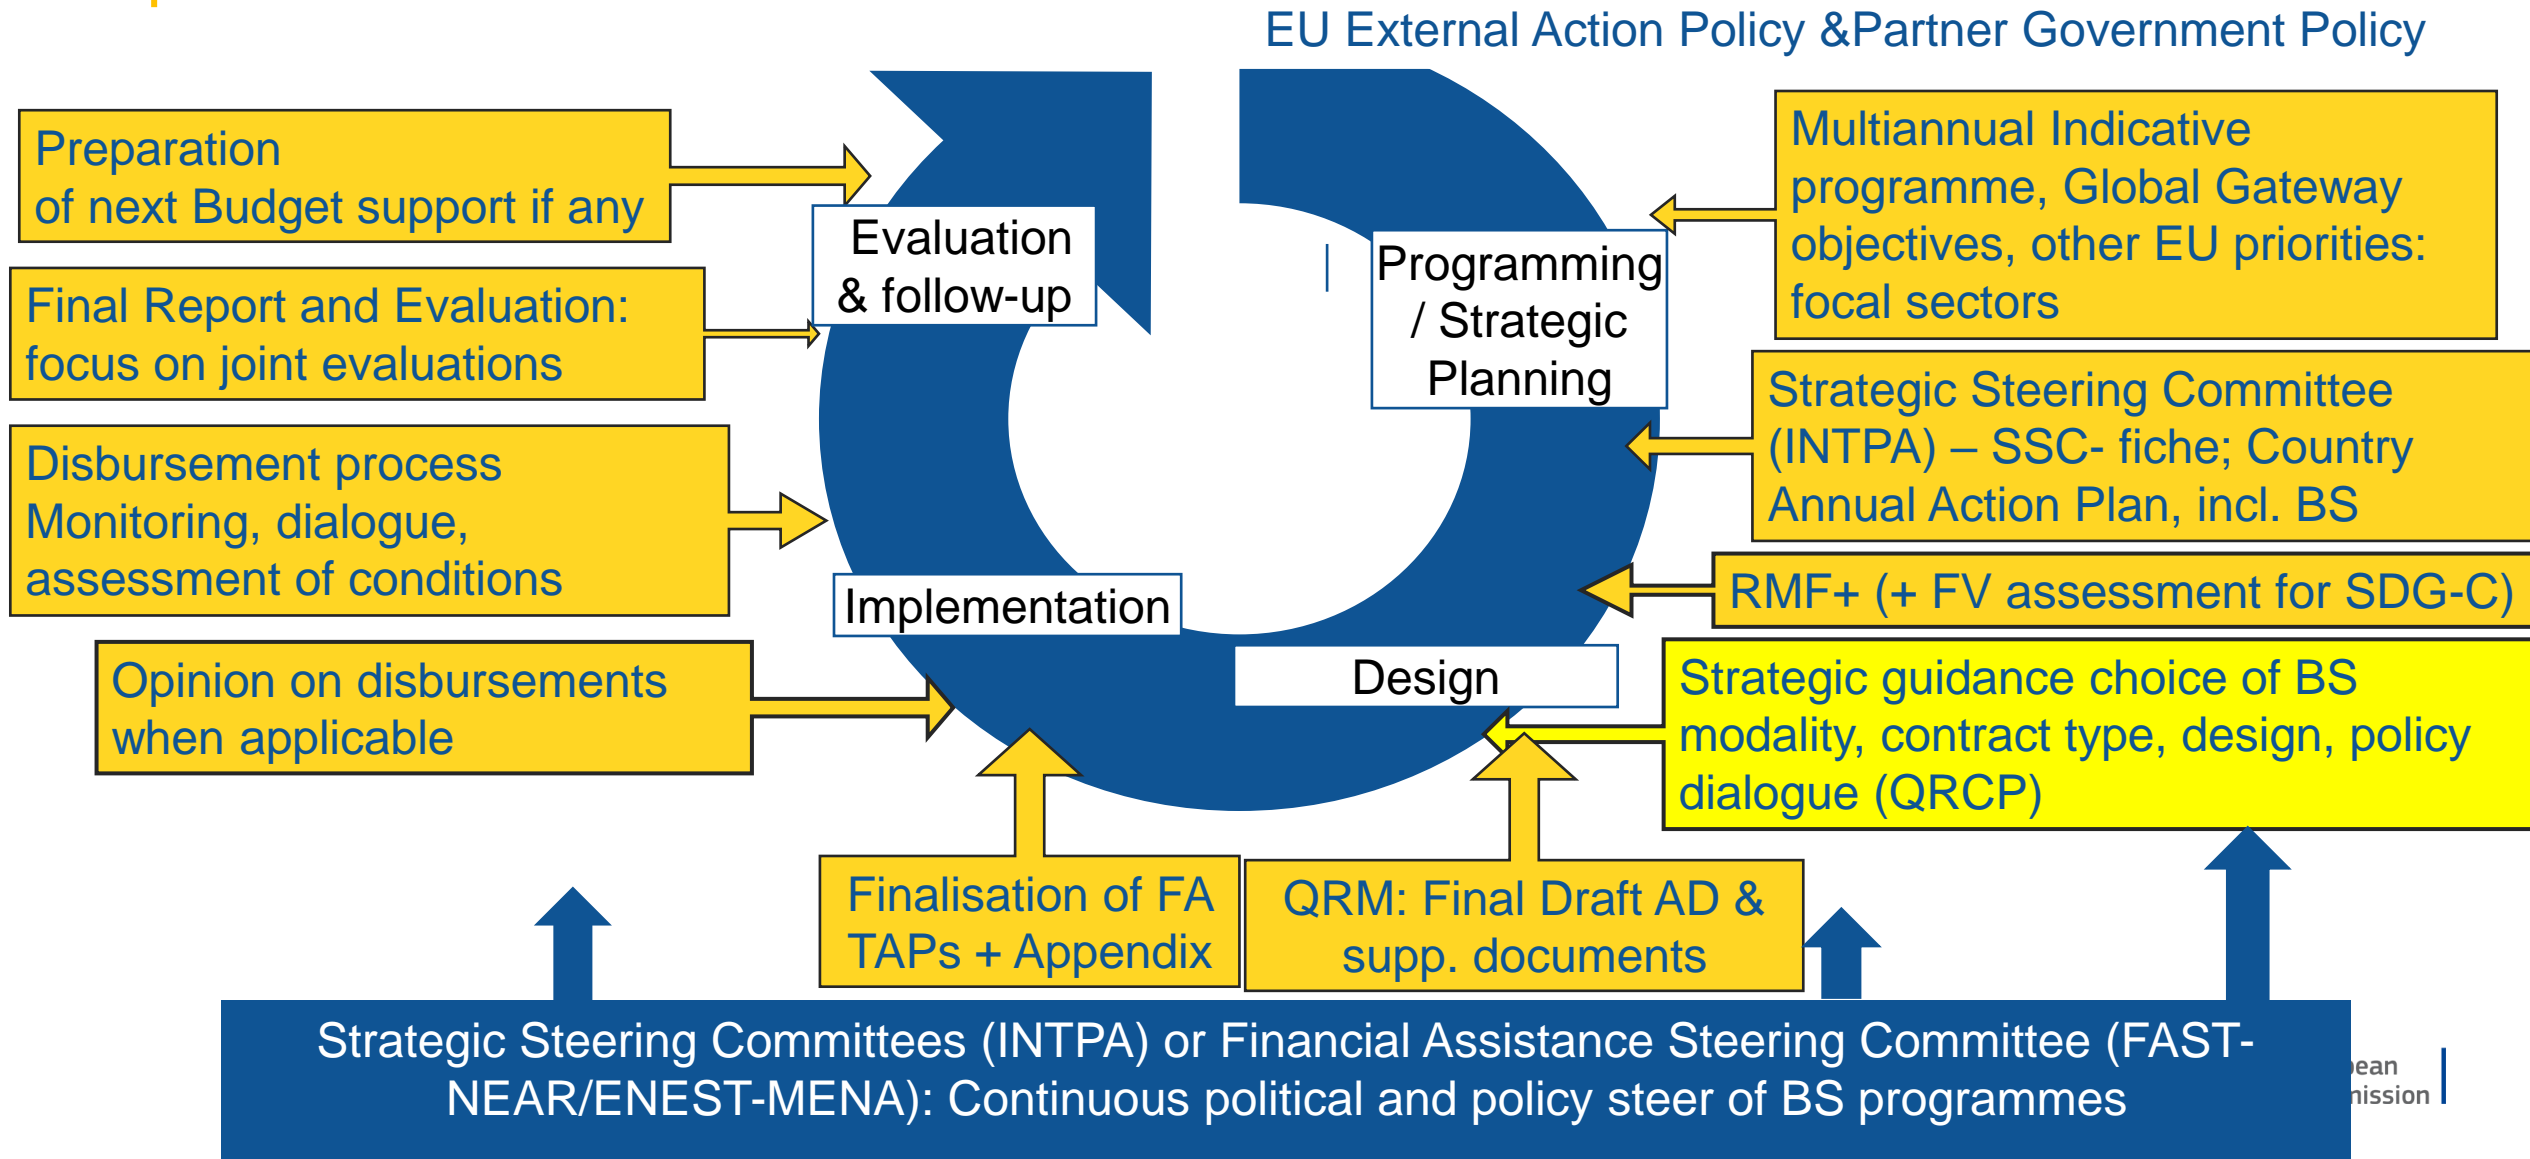 EU External Action Policy &Partner Government Policy
Preparation
of next Budget support if any
Final Report and Evaluation:
focus on joint evaluations
Disbursement process
Monitoring, dialogue,
assessment of conditions
Opinion on disbursements
when applicable
Evaluation
& follow-up
Implementation
Programming
/ Strategic
Planning
Design
Multiannual Indicative
programme, Global Gateway
objectives, other EU priorities:
focal sectors
Strategic Steering Committee
(INTPA) – SSC- fiche; Country
Annual Action Plan, incl. BS
RMF+ (+ FV assessment for SDG-C)
Strategic guidance choice of BS
modality, contract type, design, policy
dialogue (QRCP)
Finalisation of FA
TAPs + Appendix
QRM: Final Draft AD &
supp. documents
Strategic Steering Committees (INTPA) or Financial Assistance Steering Committee (FAST-
NEAR/ENEST-MENA): Continuous political and policy steer of BS programmes